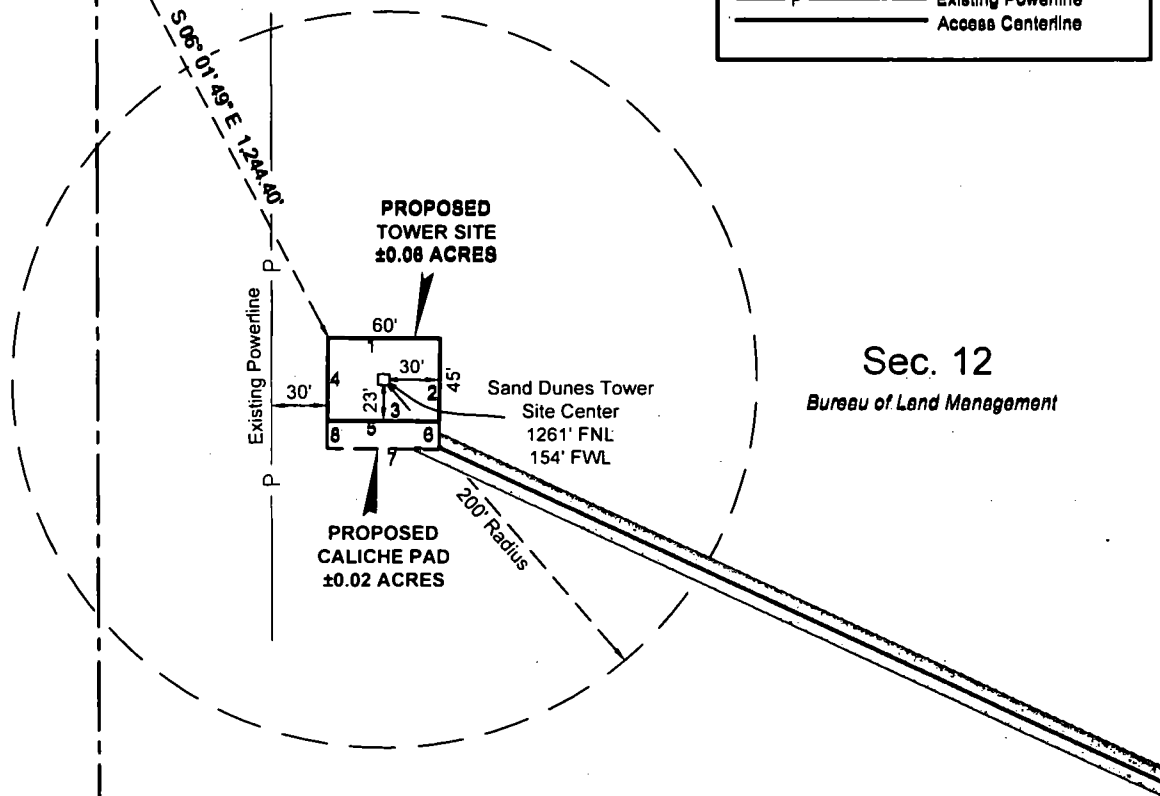 Existing Powerline
P
Access Centerline
S 06° 01' 49" E 1,244.40'
PROPOSED
TOWER SITE
±0.06 ACRES
P
Existing Powerline
60'
1
30'
4
30'
2
45'
23'
3
Sand Dunes Tower
Site Center
1261' FNL
154' FWL
Sec. 12
Bureau of Land Management
8
5
6
7
P
PROPOSED
CALICHE PAD
±0.02 ACRES
200' Radius